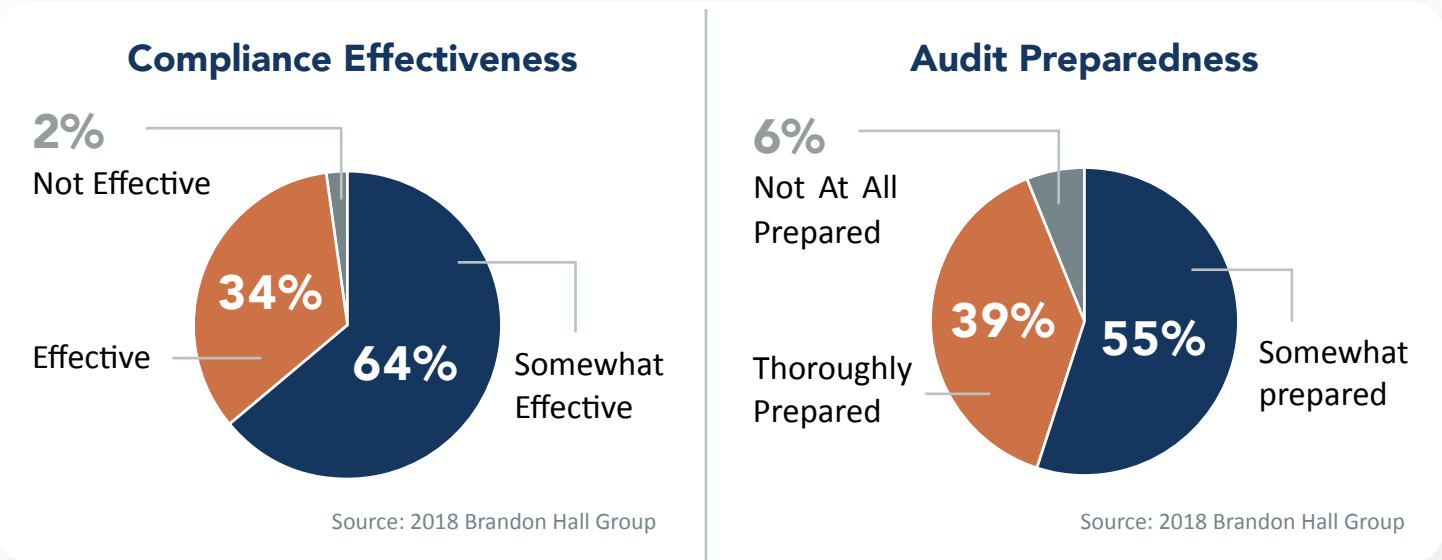 Compliance Effectiveness
2%
Not Effective
34%
Effective
64%
Somewhat
Effective
Source: 2018 Brandon Hall Group
Audit Preparedness
6%
Not At All
Prepared
39%
55%
Thoroughly
Prepared
Somewhat
prepared
Source: 2018 Brandon Hall Group